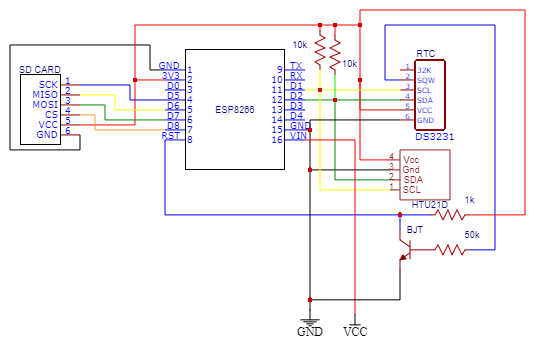 10k
10k
RTC
1 32K
2 SQW
3 SCL
4 SDA
5 VCC
6 GND
DS3231
SD CARD
SCK 1
MISO 2
MOSI 3
CS 4
VCC 5
GND 6
GND 1
3V3 2
D0 3
D5 4
D6 5
D7 6
D8 7
RST 8
ESP8266
9 TX
10 RX
11 D1
12 D2
13 D3
14 D4
15 GND
16 VIN
4 Vcc
3 Gnd
2 SDA
1 SCL
HTU21D
1k
BJT
50k
GND
VCC